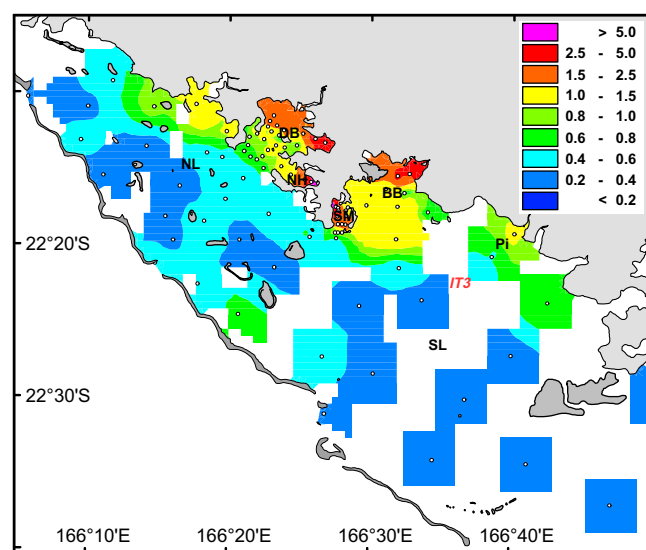 > 5.0
2.5 - 5.0
1.5 - 2.5
1.0 - 1.5
0.8 - 1.0
0.6 - 0.8
0.4 - 0.6
0.2 - 0.4
< 0.2
DB
NL
NH
BB
SM
Pi
IT3
SL
22°20'S
22°30'S
166°10'E 166°20'E 166°30'E 166°40'E